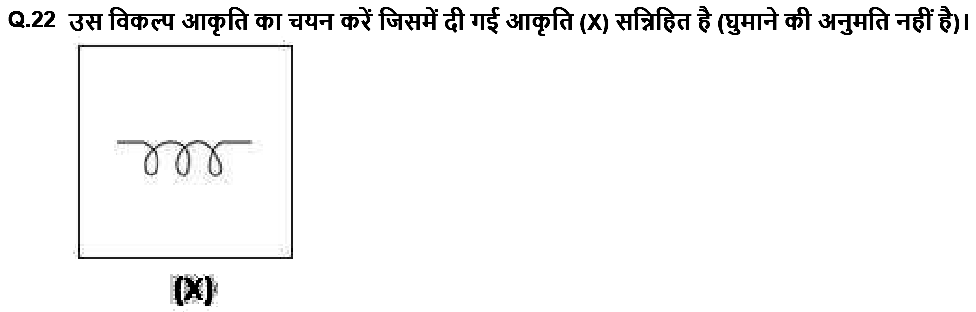 Q.22 उस विकल्प आकृति का चयन करें जिसमें दी गई आकृति (X) सन्निहित है (घुमाने की अनुमति नहीं है)।
(X)